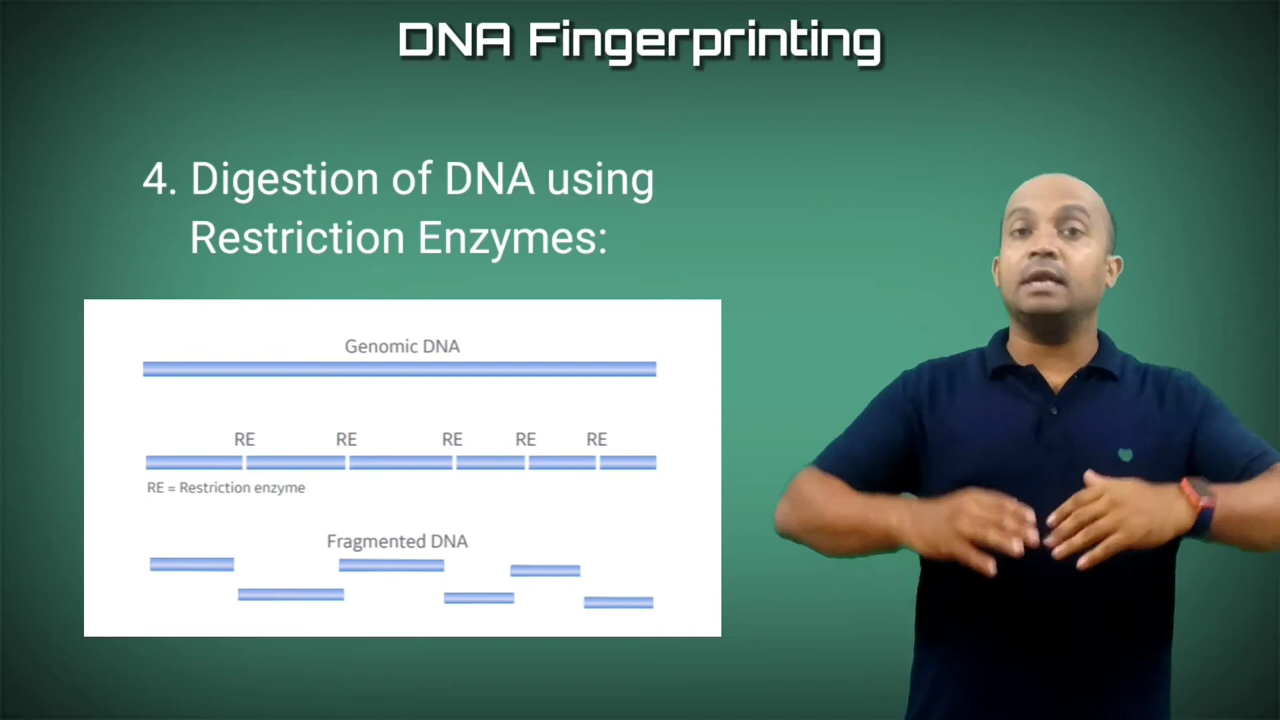 DNA Fingerprinting
4. Digestion of DNA using
Restriction Enzymes:
Genomic DNA
RE RE RE RE RE
RE = Restriction enzyme
Fragmented DNA